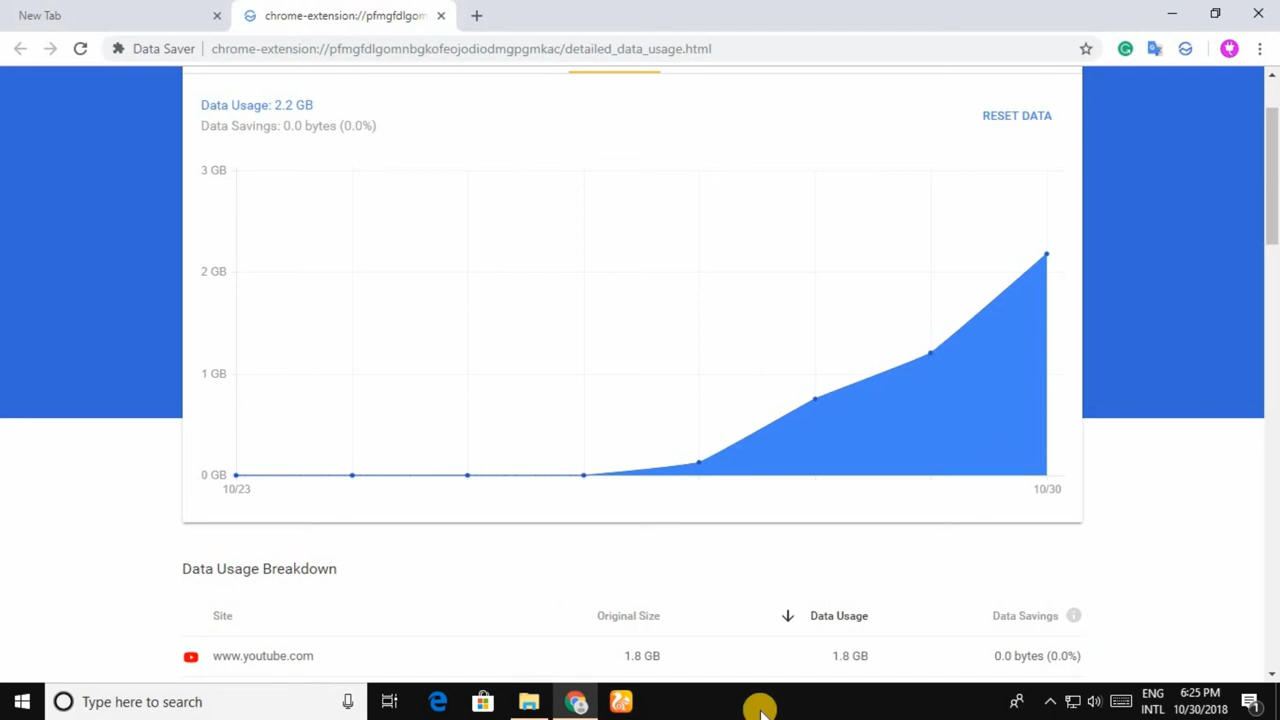 New Tab
chrome-extension://pfmgfdlgom
Data Saver
chrome-extension://pfmgfdlgomnbgkofeojodiodmgpgmkac/detailed_data_usage.html
Data Usage: 2.2 GB
Data Savings: 0.0 bytes (0.0%)
RESET DATA
3 GB
2 GB
1 GB
0 GB
10/23
10/30
Data Usage Breakdown
Site
Original Size
Data Usage
Data Savings
www.youtube.com
1.8 GB
1.8 GB
0.0 bytes (0.0%)
Type here to search
ENG
INTL
6:25 PM
10/30/2018
1